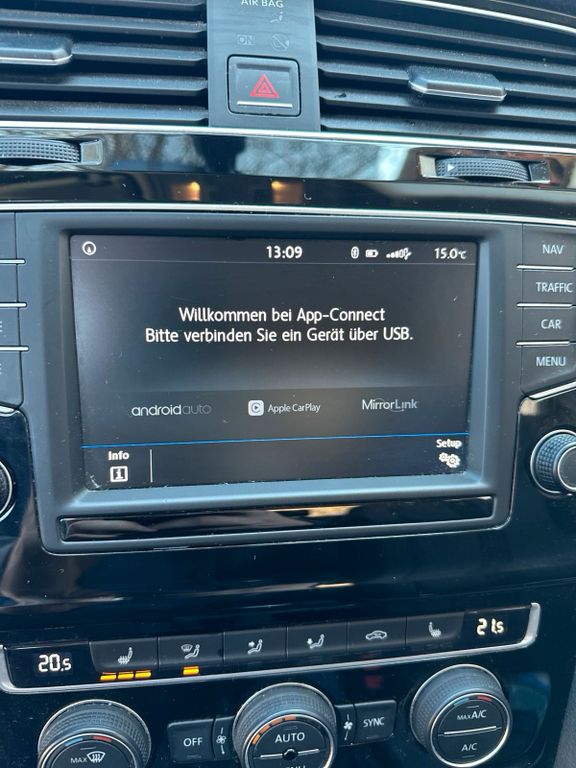 AIR BAG
ON
13:09
15.0°C
NAV
TRAFFIC
CAR
MENU
Willkommen bei App-Connect
Bitte verbinden Sie ein Gerät über USB.
androidauto
Apple CarPlay
MirrorLink
Info
Setup
20.5
21.5
MAX
OFF
AUTO
SYNC
MAX A/C
A/C